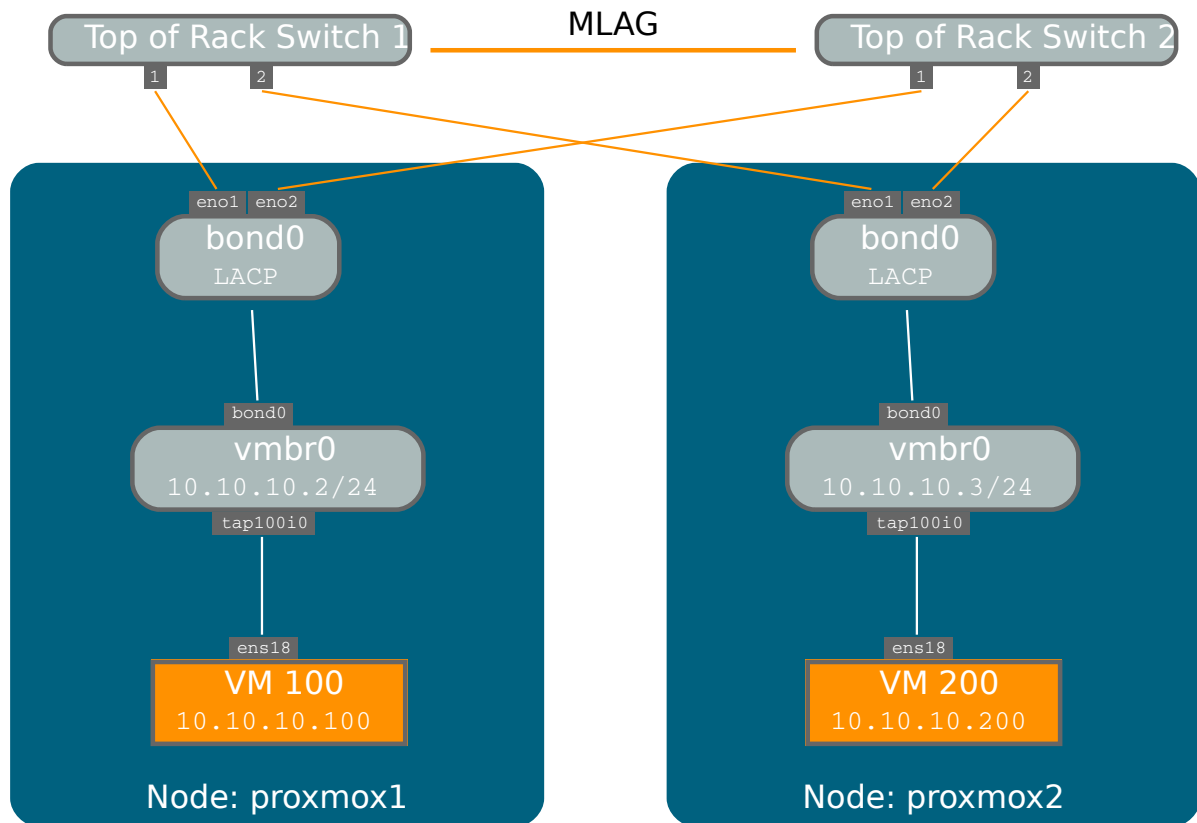 MLAG
Top of Rack Switch 1
Top of Rack Switch 2
1 2
1 2
eno1 eno2
bond0
LACP
bond0
vmbr0
10.10.10.2/24
tap100i0
ens18
VM 100
10.10.10.100
Node: proxmox1
eno1 eno2
bond0
LACP
bond0
vmbr0
10.10.10.3/24
tap100i0
ens18
VM 200
10.10.10.200
Node: proxmox2